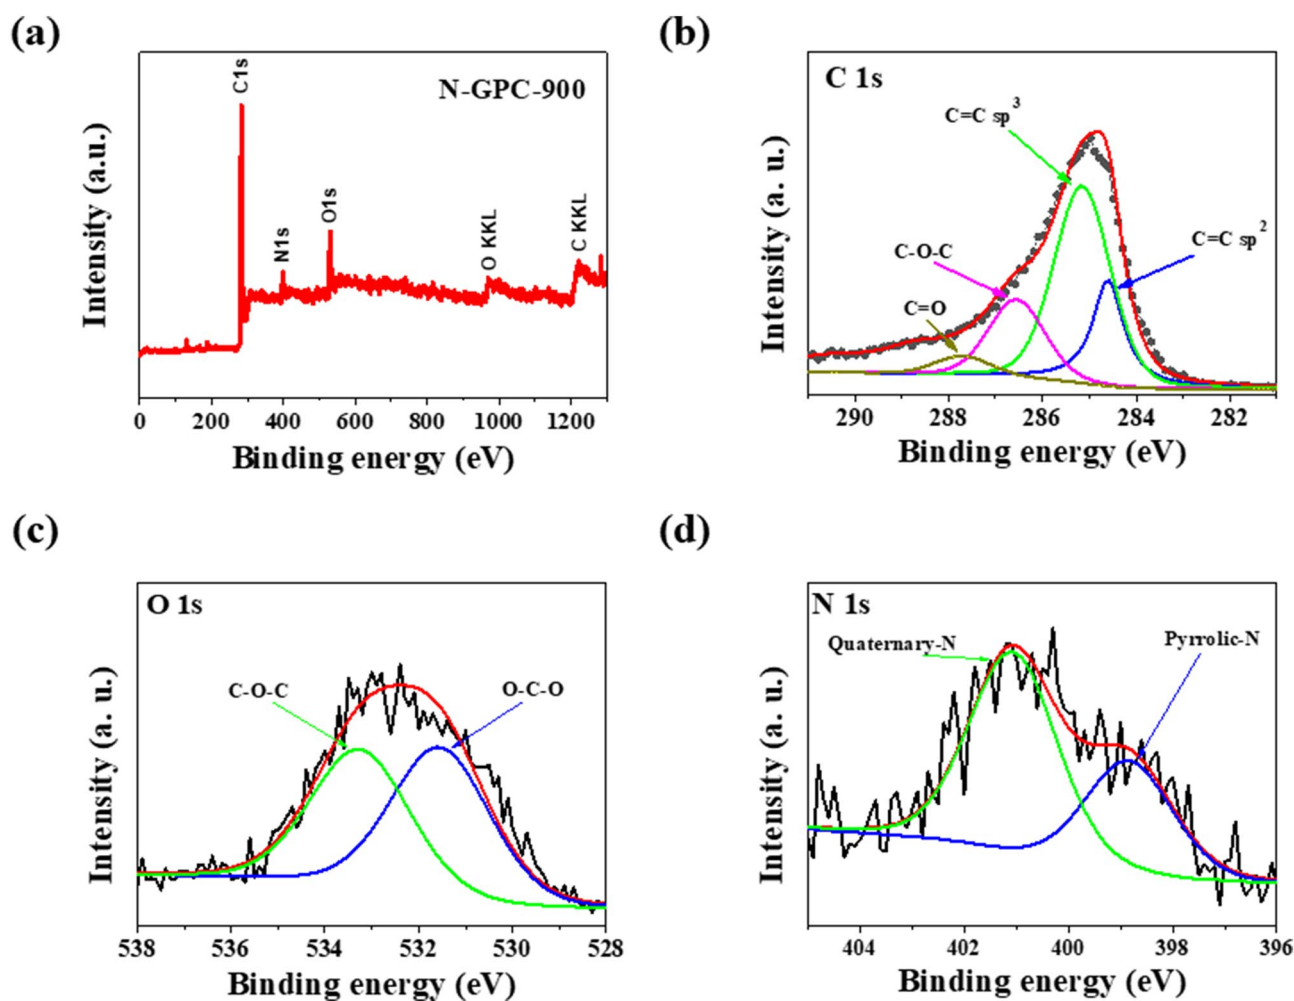 (a)
Intensity (a.u.)
C1s
N1s
O1s
O KKL
C KKL
N-GPC-900
0 200 400 600 800 1000 1200
Binding energy (eV)
(b)
Intensity (a. u.)
C 1s
C=C sp³
C=C sp²
C-O-C
C=O
290 288 286 284 282
Binding energy (eV)
(c)
Intensity (a. u.)
O 1s
C-O-C
O-C-O
538 536 534 532 530 528
Binding energy (eV)
(d)
Intensity (a. u.)
N 1s
Quaternary-N
Pyrrolic-N
404 402 400 398 396
Binding energy (eV)